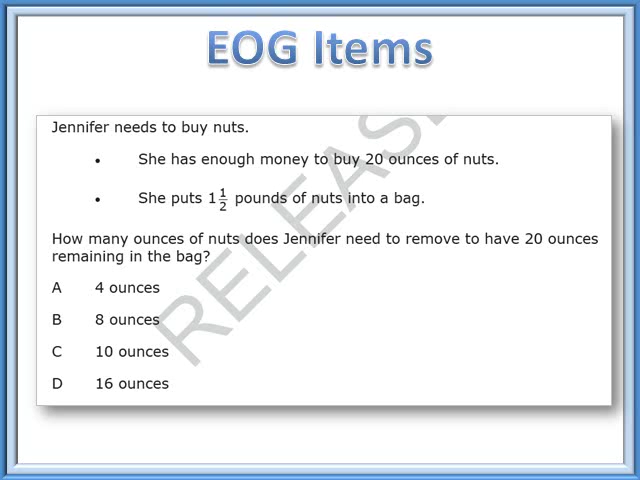 EOG Items
Jennifer needs to buy nuts.
• She has enough money to buy 20 ounces of nuts.
• She puts 1 1/2 pounds of nuts into a bag.
How many ounces of nuts does Jennifer need to remove to have 20 ounces
remaining in the bag?
A 4 ounces
B 8 ounces
C 10 ounces
D 16 ounces
RELEASE